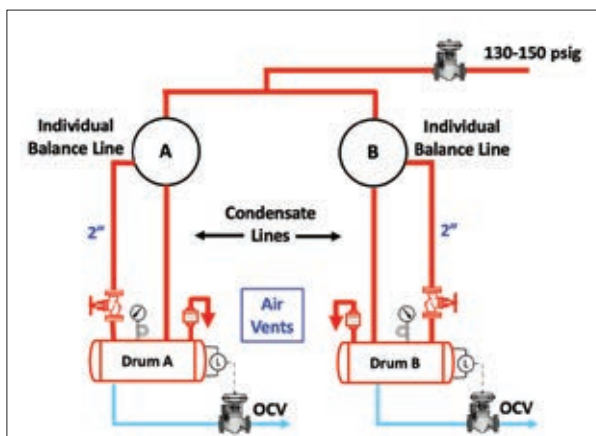 130-150 psig
Individual
Balance Line
A
B
Individual
Balance Line
Condensate
Lines
2”
2”
Air
Vents
Drum A
L
Drum B
L
OCV
OCV